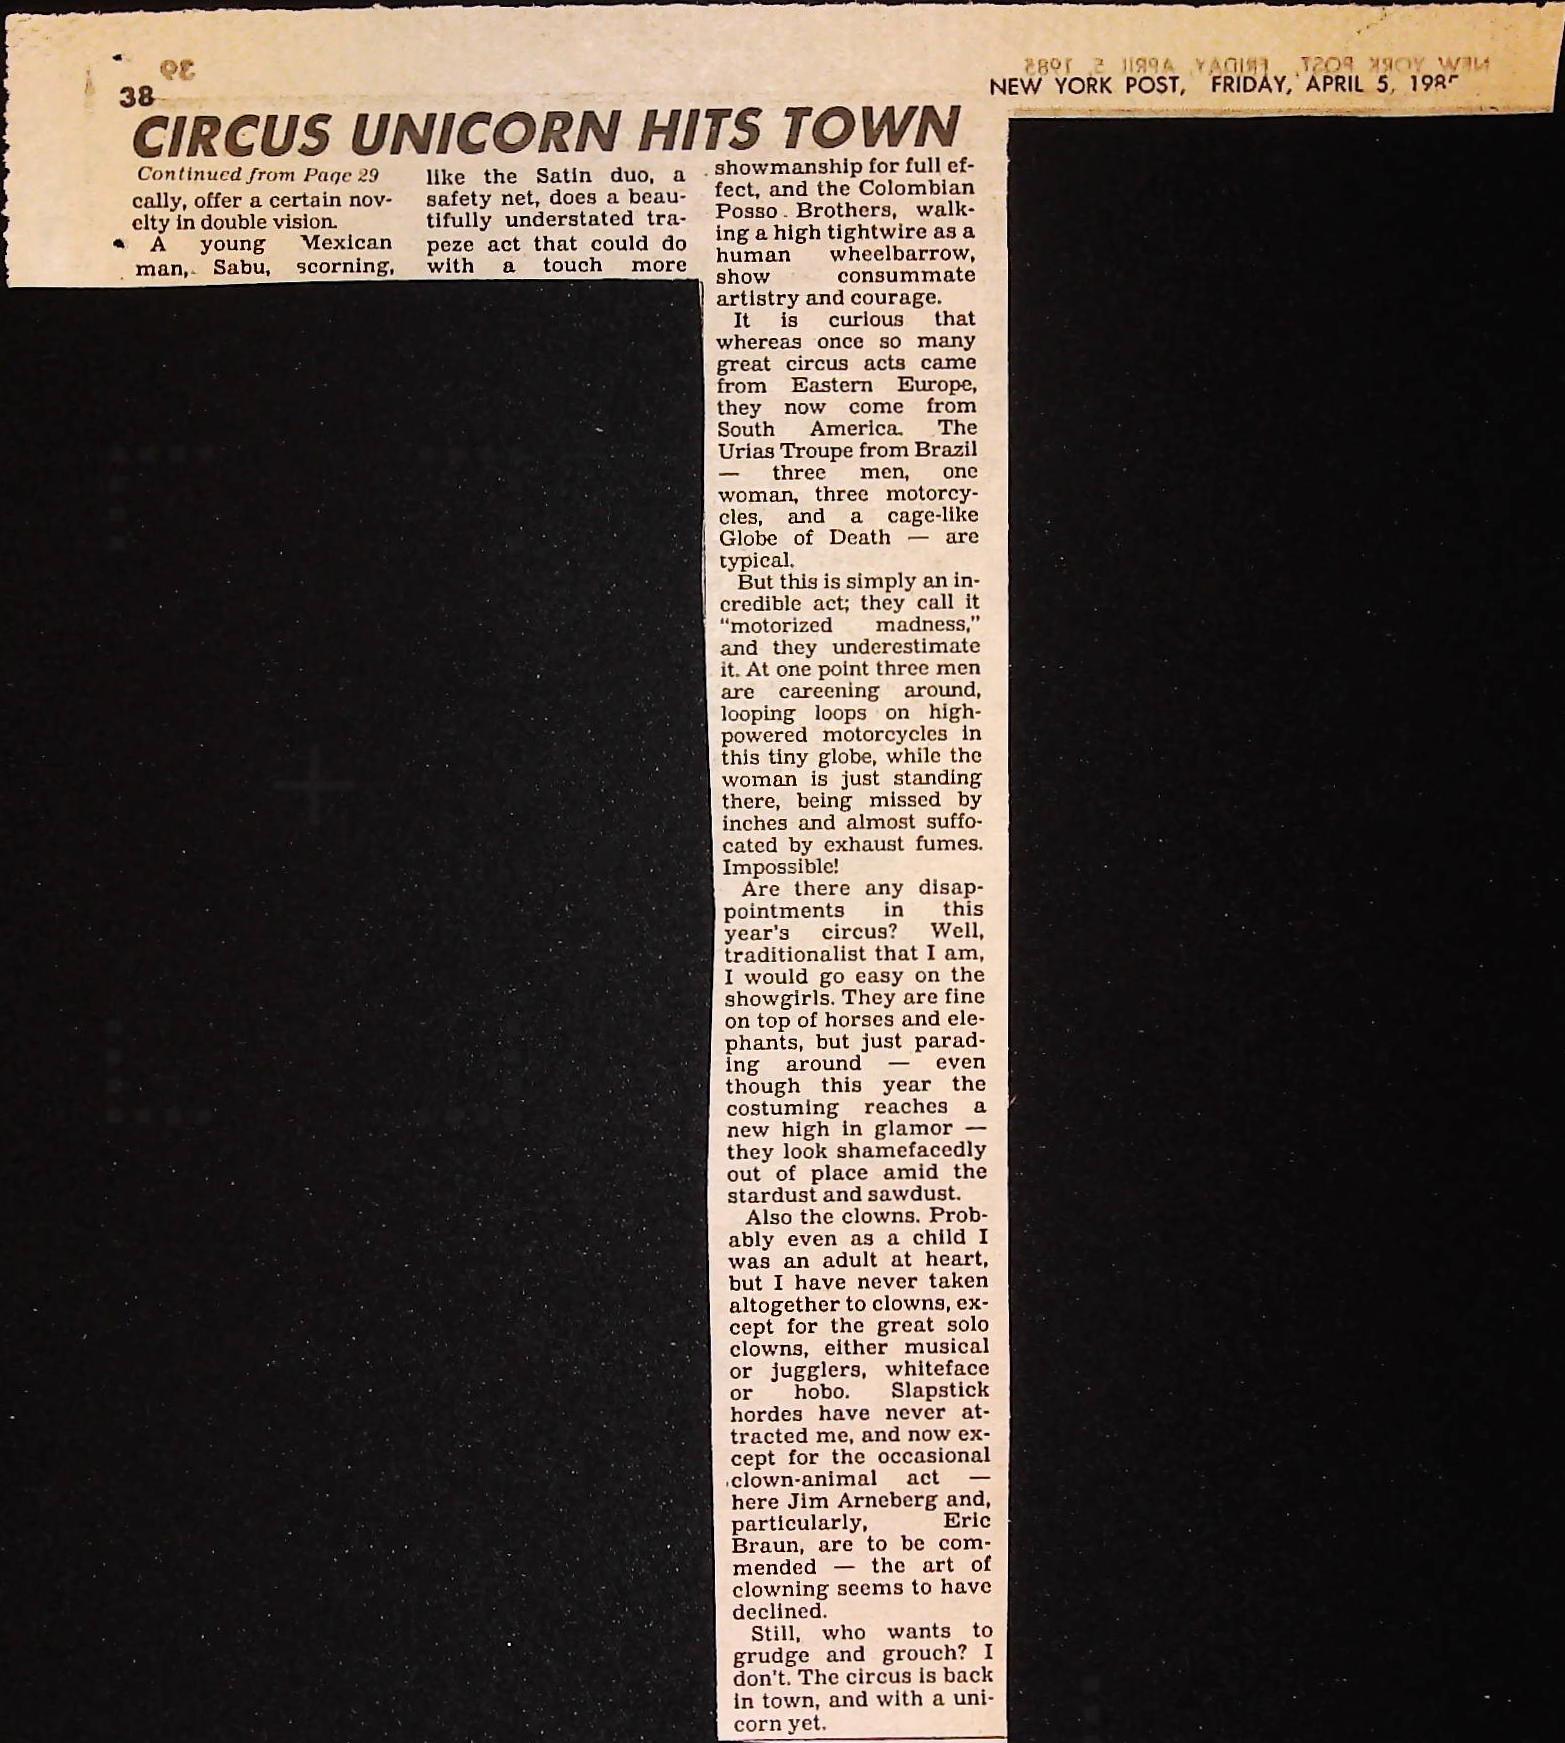 38
NEW YORK POST, FRIDAY, APRIL 5, 198
CIRCUS UNICORN HITS TOWN
Continued from Page 29
cally, offer a certain nov-
elty in double vision.
A young Mexican
man, Sabu, scorning,
like the Satin duo, a
safety net, does a beau-
tifully understated tra-
peze act that could do
with a touch more
showmanship for full ef-
fect, and the Colombian
Posso Brothers, walk-
ing a high tightwire as a
human wheelbarrow,
show consummate
artistry and courage.
It is curious that
whereas once so many
great circus acts came
from Eastern Europe,
they now come from
South America. The
Urias Troupe from Brazil
— three men, one
woman, three motorcy-
cles, and a cage-like
Globe of Death — are
typical.
But this is simply an in-
credible act; they call it
“motorized madness,”
and they underestimate
it. At one point three men
are careening around,
looping loops on high-
powered motorcycles in
this tiny globe, while the
woman is just standing
there, being missed by
inches and almost suffo-
cated by exhaust fumes.
Impossible!
Are there any disap-
pointments in this
year's circus? Well,
traditionalist that I am,
I would go easy on the
showgirls. They are fine
on top of horses and ele-
phants, but just parad-
ing around — even
though this year the
costuming reaches a
new high in glamor —
they look shamefacedly
out of place amid the
stardust and sawdust.
Also the clowns. Prob-
ably even as a child I
was an adult at heart,
but I have never taken
altogether to clowns, ex-
cept for the great solo
clowns, either musical
or jugglers, whiteface
or hobo. Slapstick
hordes have never at-
tracted me, and now ex-
cept for the occasional
clown-animal act —
here Jim Arneberg and,
particularly, Eric
Braun, are to be com-
mended — the art of
clowning seems to have
declined.
Still, who wants to
grudge and grouch? I
don't. The circus is back
in town, and with a uni-
corn yet.